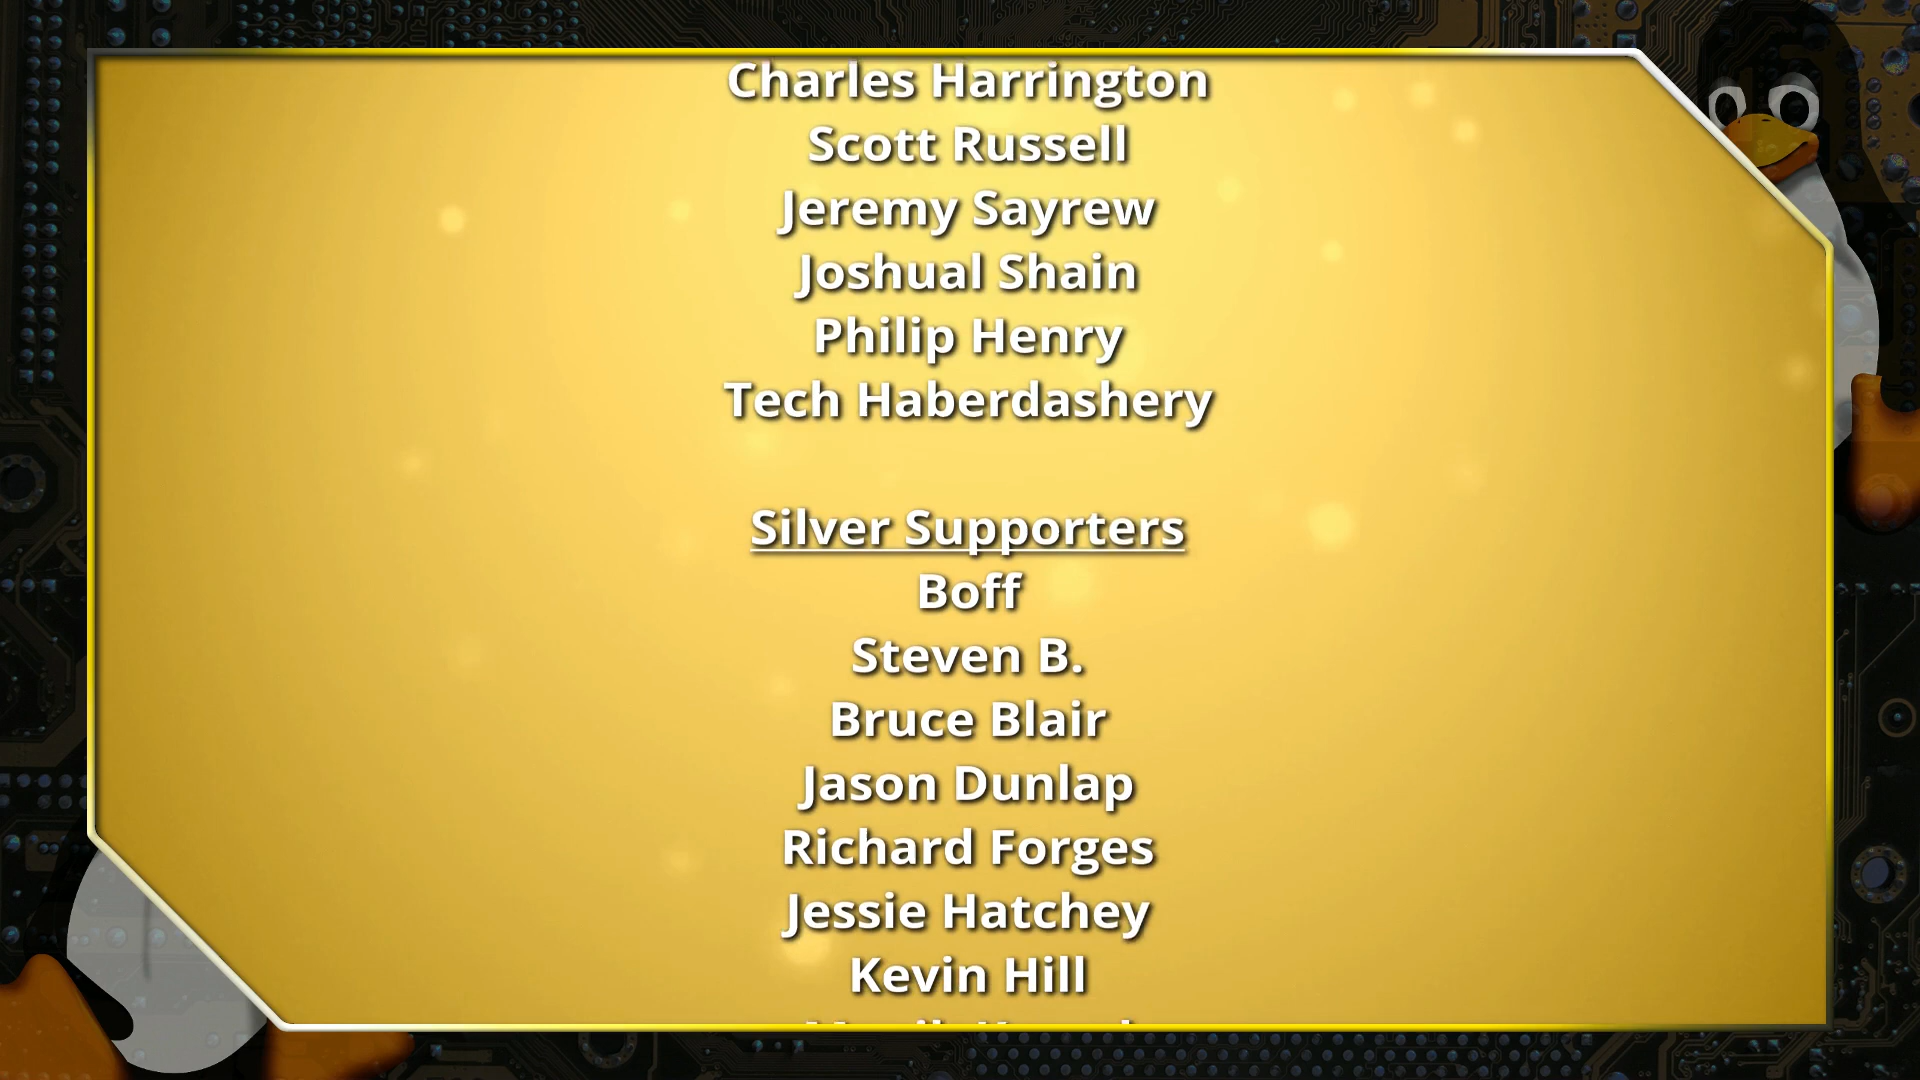 Charles Harrington
Scott Russell
Jeremy Sayrew
Joshual Shain
Philip Henry
Tech Haberdashery
Silver Supporters
Boff
Steven B.
Bruce Blair
Jason Dunlap
Richard Forges
Jessie Hatchey
Kevin Hill